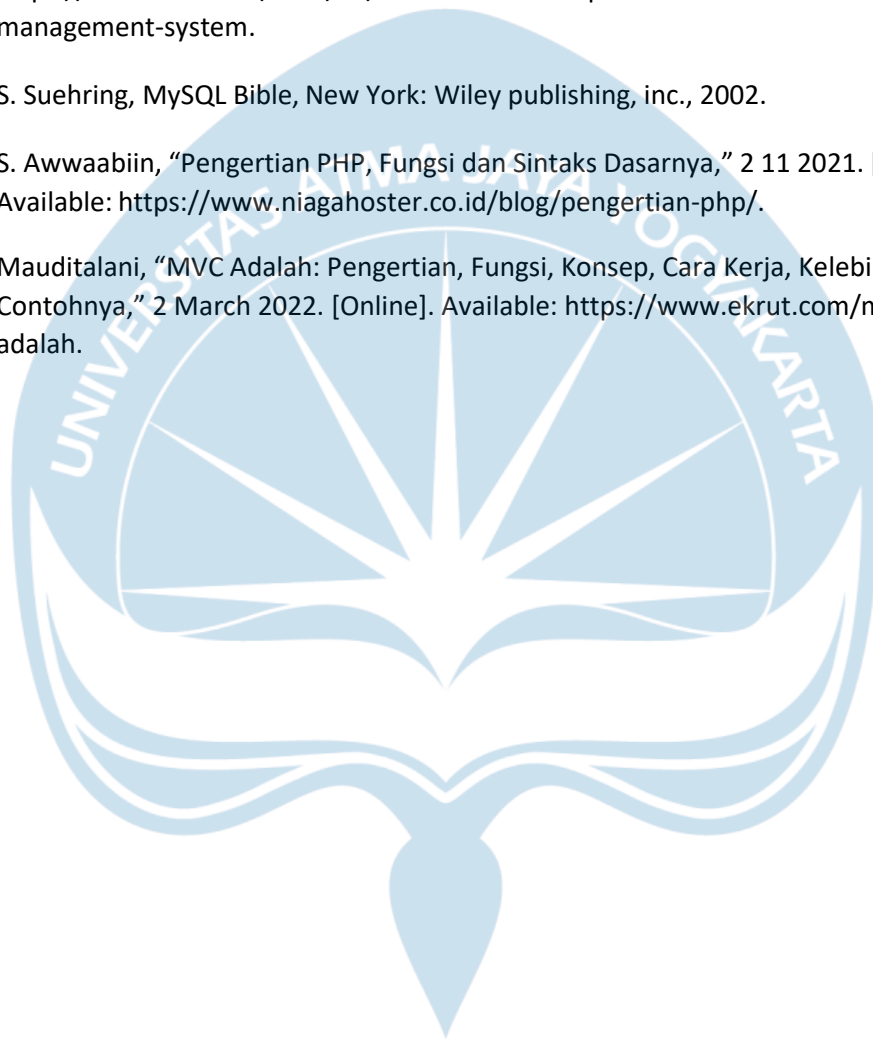 management-system.
S. Suehring, MySQL Bible, New York: Wiley publishing, inc., 2002.
S. Awwaabiin, “Pengertian PHP, Fungsi dan Sintaks Dasarnya,” 2 11 2021. [
Available: https://www.niagahoster.co.id/blog/pengertian-php/.
Mauditalani, “MVC Adalah: Pengertian, Fungsi, Konsep, Cara Kerja, Kelebi
Contohnya,” 2 March 2022. [Online]. Available: https://www.ekrut.com/m
adalah.
UNIVERSITAS ATMA JAYA YOGYAKARTA